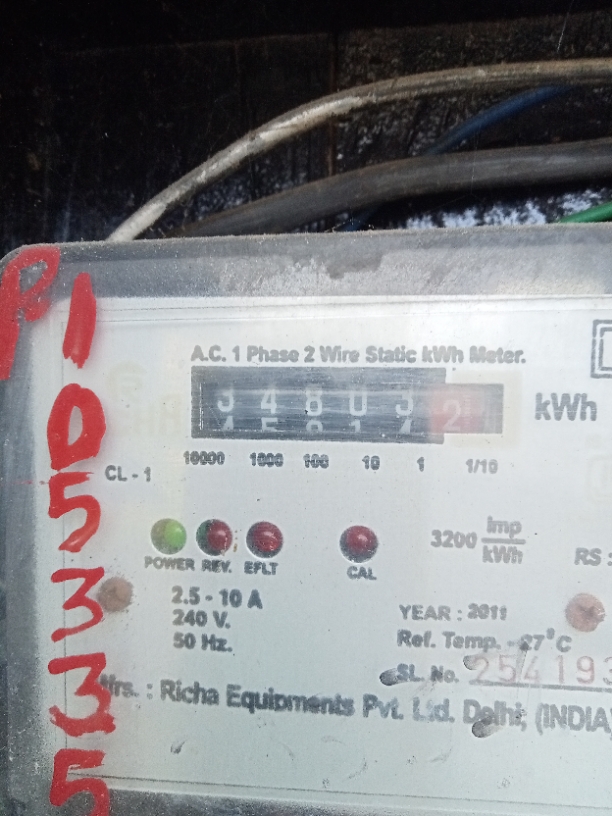 P1
0
5
3
3
5
A.C. 1 Phase 2 Wire Static kWh Meter.
3 4 8 0 3 2 kWh
10000 1000 100 10 1 1/10
CL - 1
POWER REV. EFLT CAL
3200 Imp/kWh
RS :
2.5 - 10 A
240 V.
50 Hz.
YEAR : 2011
Ref. Temp. - 27°C
SL. No. 254193
Mfrs. : Richa Equipments Pvt. Ltd. Delhi, (INDIA)